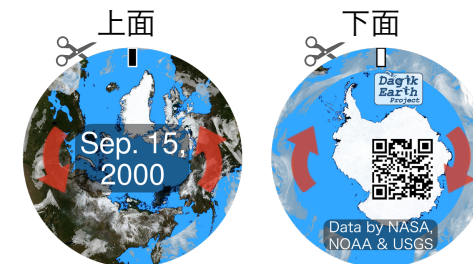 上面
下面
Sep. 15,
2000
Dagik
Earth
Project
Data by NASA,
NOAA & USGS